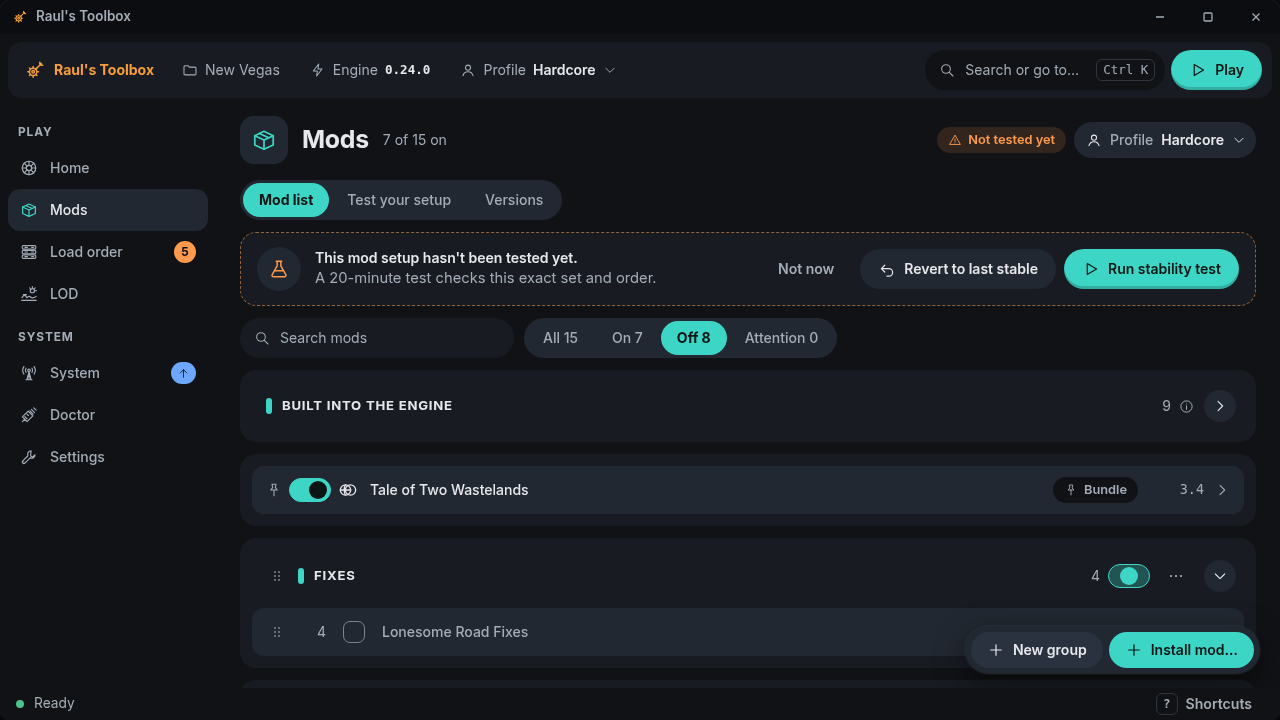 Raul's Toolbox
Raul's Toolbox
New Vegas
Engine 0.24.0
Profile Hardcore
Search or go to...
Ctrl K
Play
PLAY
Home
Mods
Load order
5
LOD
SYSTEM
System
Doctor
Settings
Mods
7 of 15 on
Not tested yet
Profile Hardcore
Mod list
Test your setup
Versions
This mod setup hasn't been tested yet.
A 20-minute test checks this exact set and order.
Not now
Revert to last stable
Run stability test
Search mods
All 15
On 7
Off 8
Attention 0
BUILT INTO THE ENGINE
9
Tale of Two Wastelands
Bundle
3.4
FIXES
4
4
Lonesome Road Fixes
New group
Install mod...
Ready
? Shortcuts